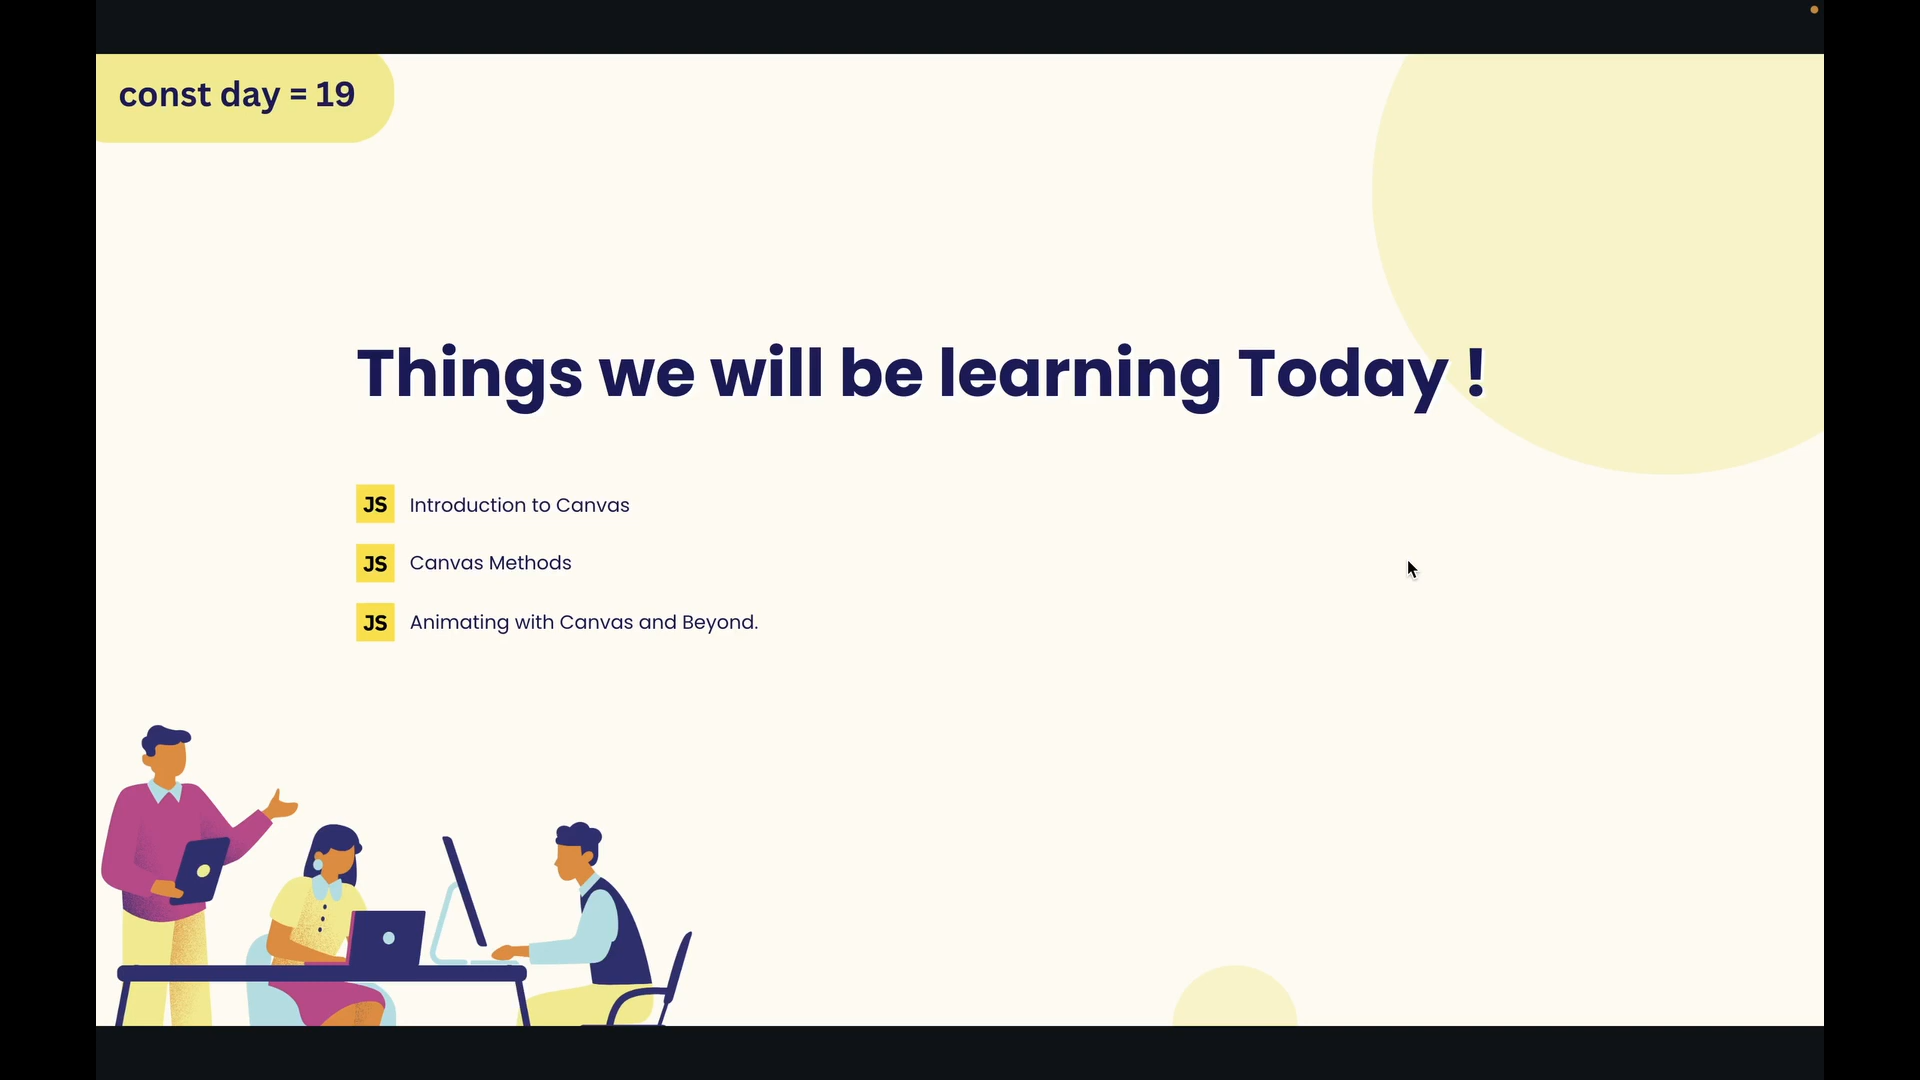 const day = 19
Things we will be learning Today !
JS Introduction to Canvas
JS Canvas Methods
JS Animating with Canvas and Beyond.